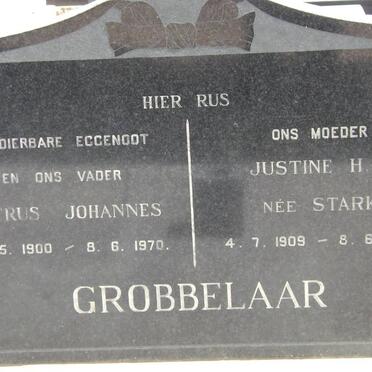 HIER RUS
DIERBARE EGGENOOT
EN ONS VADER
TRUS JOHANNES
5. 1900 – 8. 6. 1970.
ONS MOEDER
JUSTINE H.
NÉE STARK
4. 7. 1909 – 8. 6
GROBBELAAR